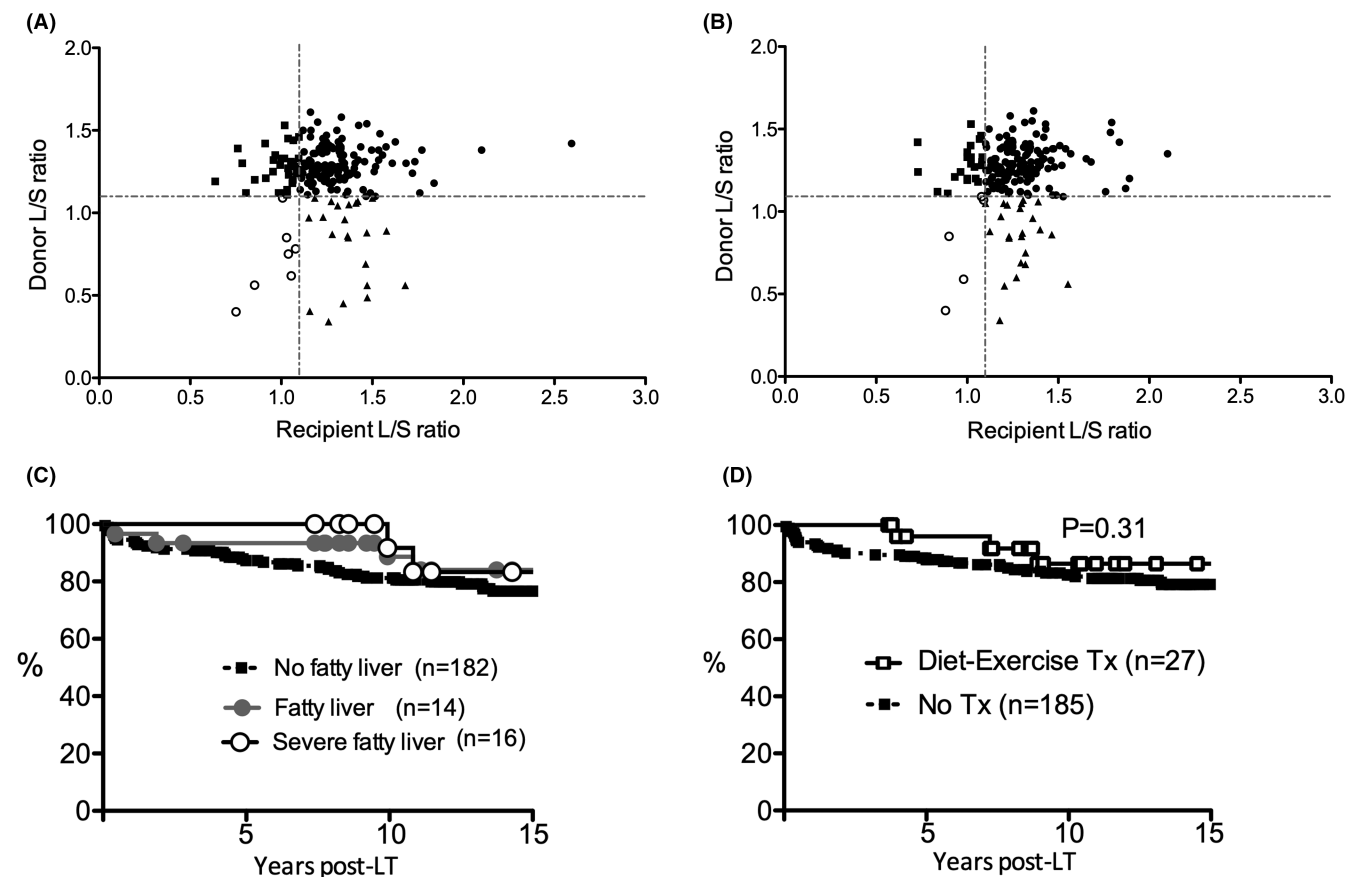 (A)
2.0
1.5
1.0
0.5
0.0
Donor L/S ratio
0.0 0.5 1.0 1.5 2.0 2.5 3.0
Recipient L/S ratio
(B)
2.0
1.5
1.0
0.5
0.0
Donor L/S ratio
0.0 0.5 1.0 1.5 2.0 2.5 3.0
Recipient L/S ratio
(C)
100
80
60
40
20
0
%
No fatty liver (n=182)
Fatty liver (n=14)
Severe fatty liver (n=16)
5 10 15
Years post-LT
(D)
100
80
60
40
20
0
%
P=0.31
Diet-Exercise Tx (n=27)
No Tx (n=185)
5 10 15
Years post-LT